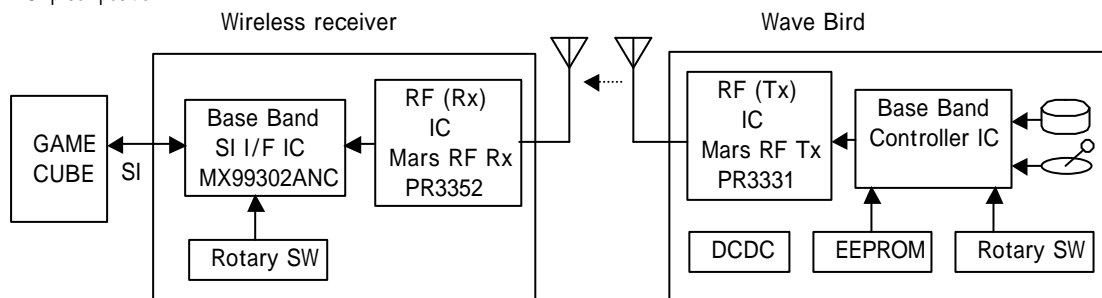 Wireless receiver
Wave Bird
GAME
CUBE
SI
Base Band
SI I/F IC
MX99302ANC
RF (Rx)
IC
Mars RF Rx
PR3352
Rotary SW
RF (Tx)
IC
Mars RF Tx
PR3331
Base Band
Controller IC
DCDC
EEPROM
Rotary SW